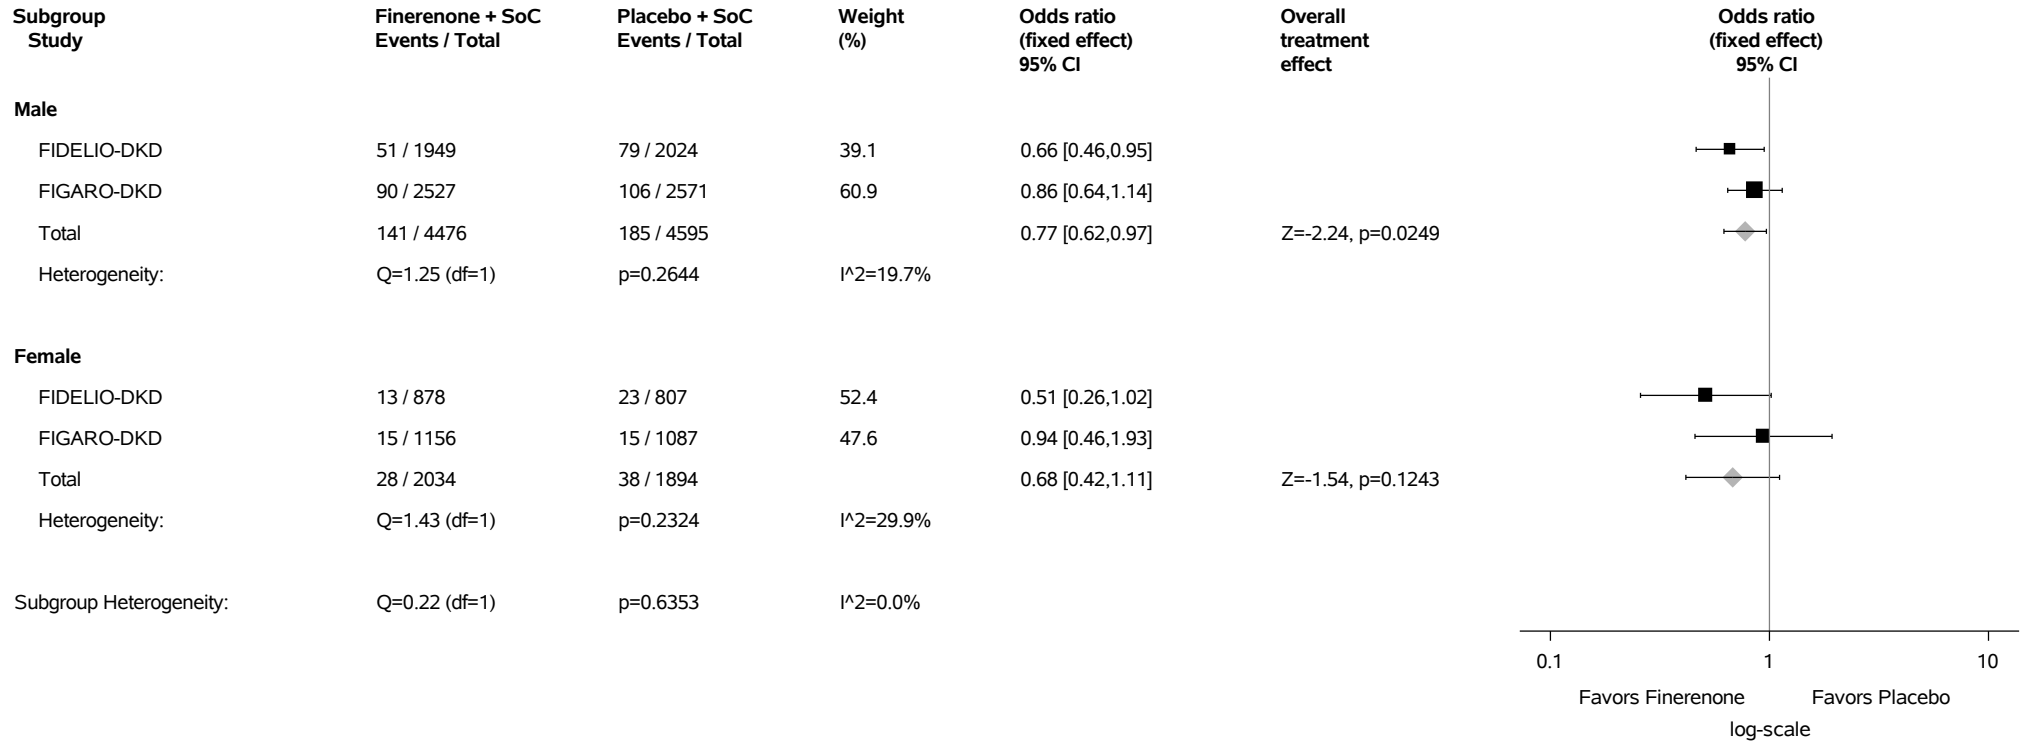 Subgroup Finerenone + SoC Placebo + SoC Weight Odds ratio Overall Odds ratio
Study Events / Total Events / Total (%) (fixed effect) treatment (fixed effect)
95% CI effect 95% CI
Male
FIDELIO-DKD 51 / 1949 79 / 2024 39.1 0.66 [0.46,0.95]
FIGARO-DKD 90 / 2527 106 / 2571 60.9 0.86 [0.64,1.14]
Total 141 / 4476 185 / 4595 0.77 [0.62,0.97] Z=-2.24, p=0.0249
Heterogeneity: Q=1.25 (df=1) p=0.2644 I^2=19.7%
Female
FIDELIO-DKD 13 / 878 23 / 807 52.4 0.51 [0.26,1.02]
FIGARO-DKD 15 / 1156 15 / 1087 47.6 0.94 [0.46,1.93]
Total 28 / 2034 38 / 1894 0.68 [0.42,1.11] Z=-1.54, p=0.1243
Heterogeneity: Q=1.43 (df=1) p=0.2324 I^2=29.9%
Subgroup Heterogeneity: Q=0.22 (df=1) p=0.6353 I^2=0.0%
0.1 1 10
Favors Finerenone Favors Placebo
log-scale